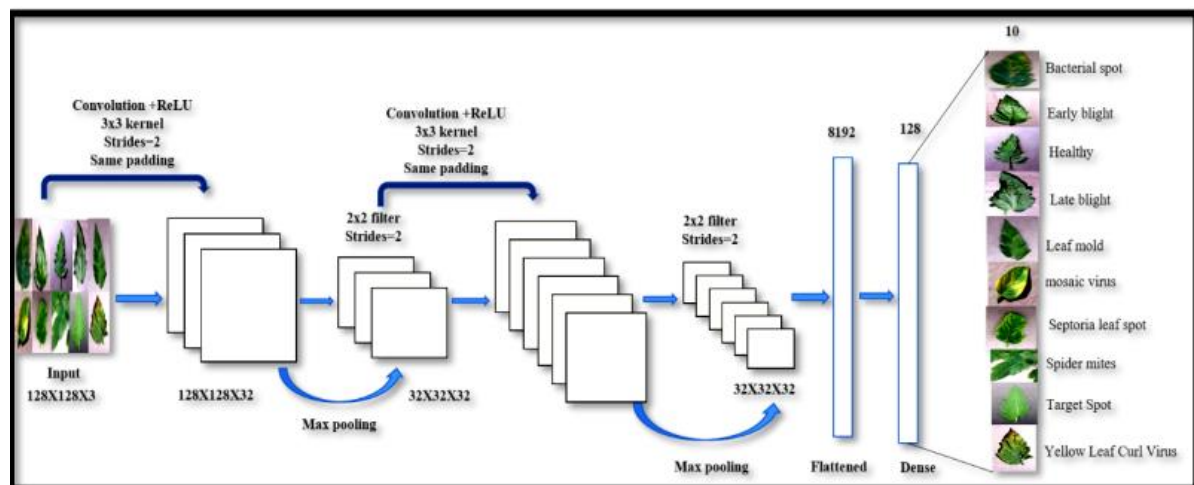 Convolution +ReLU
3x3 kernel
Strides=2
Same padding
Input
128X128X3
128X128X32
2x2 filter
Strides=2
Max pooling
32X32X32
Convolution +ReLU
3x3 kernel
Strides=2
Same padding
2x2 filter
Strides=2
32X32X32
Max pooling
8192
Flattened
128
Dense
10
Bacterial spot
Early blight
Healthy
Late blight
Leaf mold
mosaic virus
Septoria leaf spot
Spider mites
Target Spot
Yellow Leaf Curl Virus